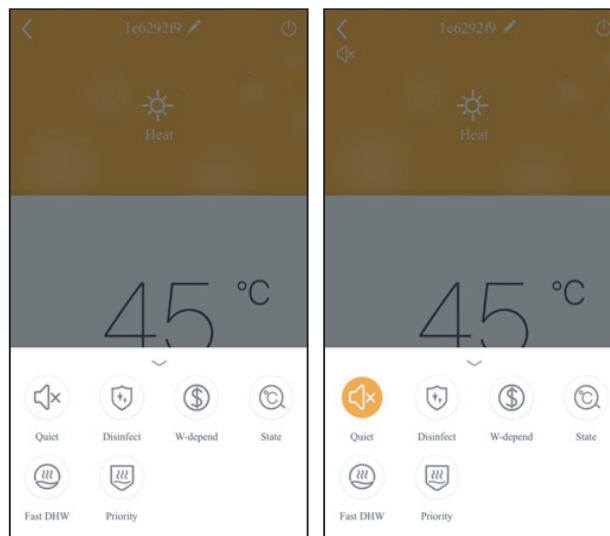 1e6292f9
Heat
45 °C
Quiet
Disinfect
W-depend
State
Fast DHW
Priority
1e6292f9
Heat
45 °C
Quiet
Disinfect
W-depend
State
Fast DHW
Priority